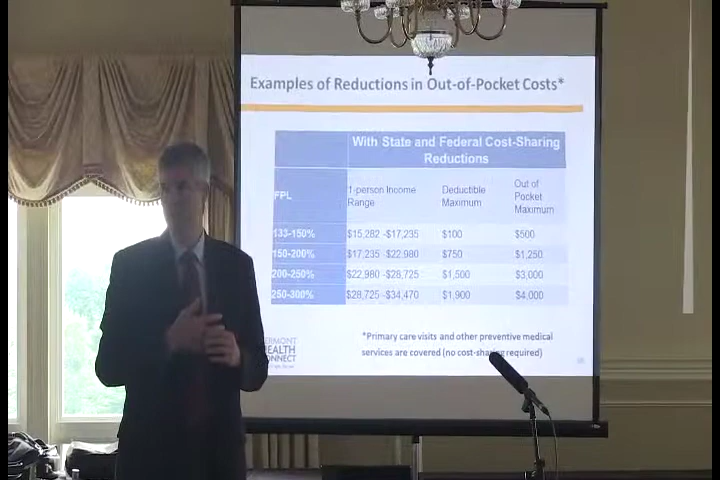 Examples of Reductions in Out-of-Pocket Costs*
With State and Federal Cost-Sharing
Reductions
FPL
1-person Income
Range
Deductible
Maximum
Out of
Pocket
Maximum
133-150% $15,282 -$17,235 $100 $500
150-200% $17,235 -$22,980 $750 $1,250
200-250% $22,980 -$28,725 $1,500 $3,000
250-300% $28,725 -$34,470 $1,900 $4,000
*Primary care visits and other preventive medical
services are covered (no cost-sharing required)
ERMONT
HEALTH
CONNECT